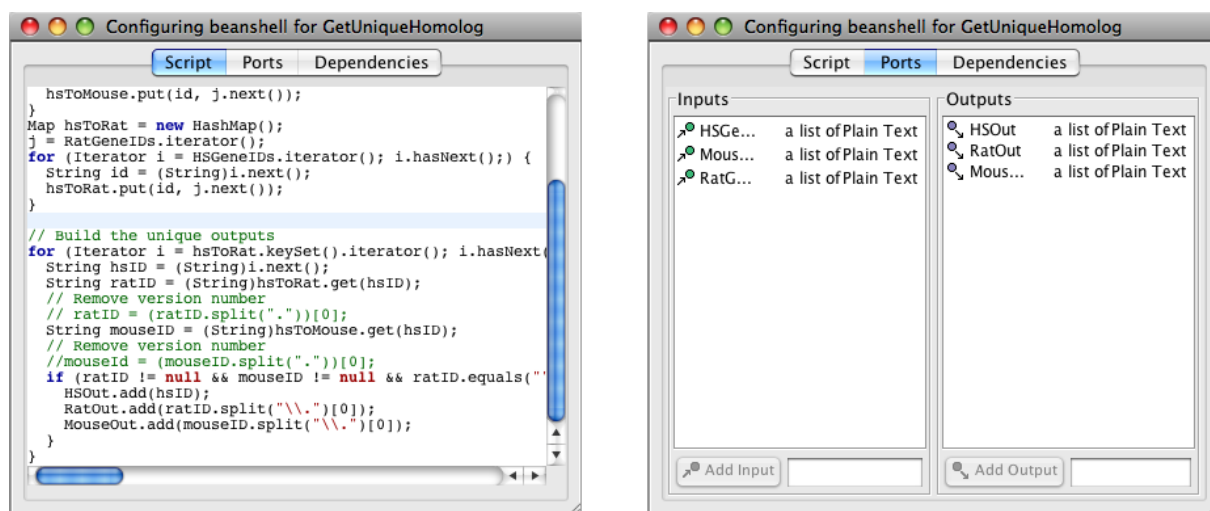 Configuring beanshell for GetUniqueHomolog
Script Ports Dependencies
hsToMouse.put(id, j.next());
}
Map hsToRat = new HashMap();
j = RatGeneIDs.iterator();
for (Iterator i = HSGeneIDs.iterator(); i.hasNext();) {
String id = (String)i.next();
hsToRat.put(id, j.next());
}
// Build the unique outputs
for (Iterator i = hsToRat.keySet().iterator(); i.hasNext(
String hsID = (String)i.next();
String ratID = (String)hsToRat.get(hsID);
// Remove version number
// ratID = (ratID.split("."))[0];
String mouseID = (String)hsToMouse.get(hsID);
// Remove version number
//mouseId = (mouseID.split("."))[0];
if (ratID != null && mouseID != null && ratID.equals("
HSOut.add(hsID);
RatOut.add(ratID.split("\\.")[0]);
MouseOut.add(mouseID.split("\\.")[0]);
}
}
Configuring beanshell for GetUniqueHomolog
Script Ports Dependencies
Inputs
HSGe... a list of Plain Text
Mous... a list of Plain Text
RatG... a list of Plain Text
Add Input
Outputs
HSOut a list of Plain Text
RatOut a list of Plain Text
Mous... a list of Plain Text
Add Output